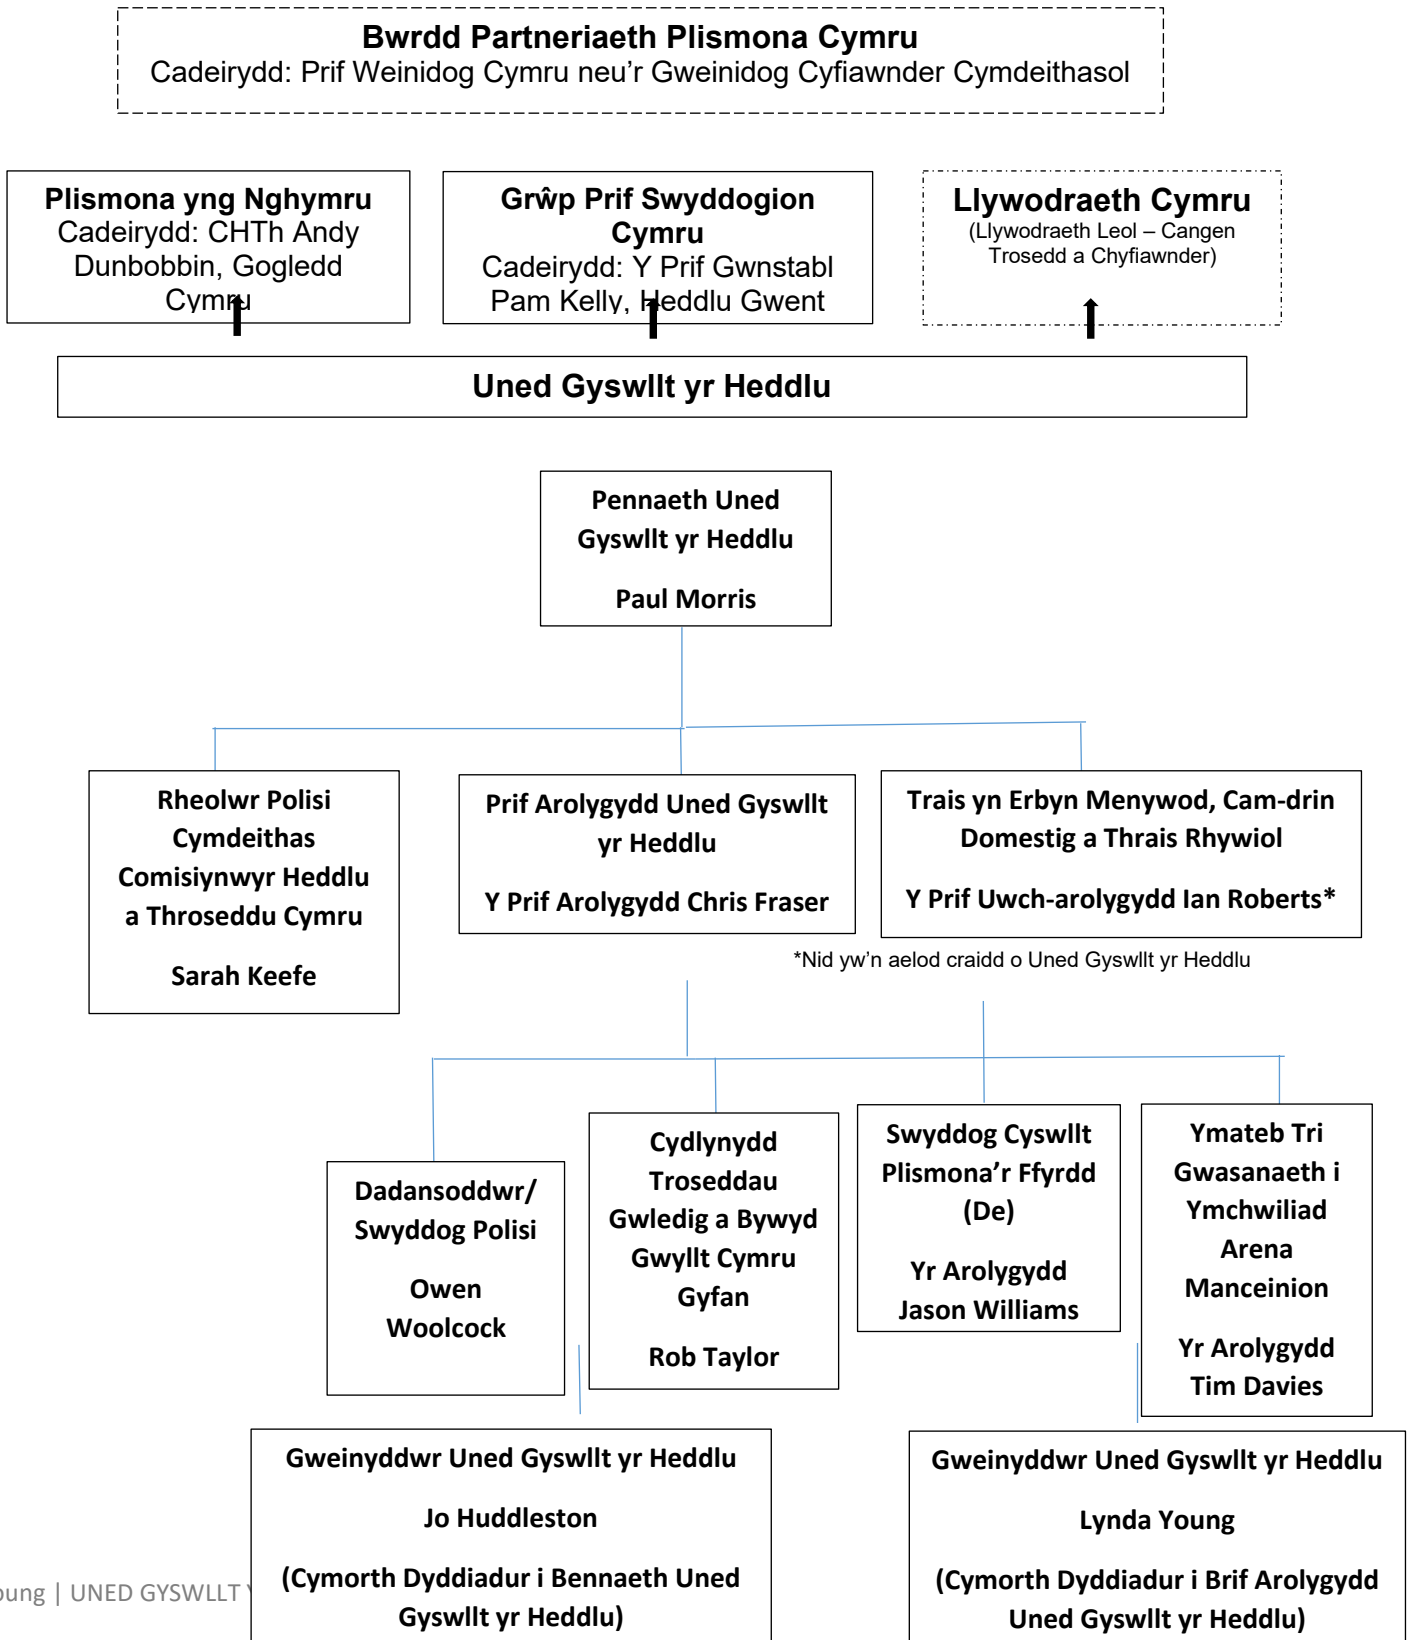 Bwrdd Partneriaeth Plismona Cymru
Cadeirydd: Prif Weinidog Cymru neu’r Gweinidog Cyfiawnder Cymdeithasol
Plismona yng Nghymru
Cadeirydd: CHTh Andy
Dunbobbin, Gogledd
Cymru
Grŵp Prif Swyddogion
Cymru
Cadeirydd: Y Prif Gwnstabl
Pam Kelly, Heddlu Gwent
Llywodraeth Cymru
(Llywodraeth Leol – Cangen
Trosedd a Chyfiawnder)
Uned Gyswllt yr Heddlu
Pennaeth Uned
Gyswllt yr Heddlu
Paul Morris
Rheolwr Polisi
Cymdeithas
Comisiynwyr Heddlu
a Throseddu Cymru
Sarah Keefe
Prif Arolygydd Uned Gyswllt
yr Heddlu
Y Prif Arolygydd Chris Fraser
Trais yn Erbyn Menywod, Cam-drin
Domestig a Thrais Rhywiol
Y Prif Uwch-arolygydd Ian Roberts*
*Nid yw’n aelod craidd o Uned Gyswllt yr Heddlu
Dadansoddwr/
Swyddog Polisi
Owen
Woolcock
Cydlynydd
Troseddau
Gwledig a Bywyd
Gwyllt Cymru
Gyfan
Rob Taylor
Swyddog Cyswllt
Plismona’r Ffyrdd
(De)
Yr Arolygydd
Jason Williams
Ymateb Tri
Gwasanaeth i
Ymchwiliad
Arena
Manceinion
Yr Arolygydd
Tim Davies
Gweinyddwr Uned Gyswllt yr Heddlu
Jo Huddleston
(Cymorth Dyddiadur i Bennaeth Uned
Gyswllt yr Heddlu)
Gweinyddwr Uned Gyswllt yr Heddlu
Lynda Young
(Cymorth Dyddiadur i Brif Arolygydd
Uned Gyswllt yr Heddlu)
| UNED GYSWLLT